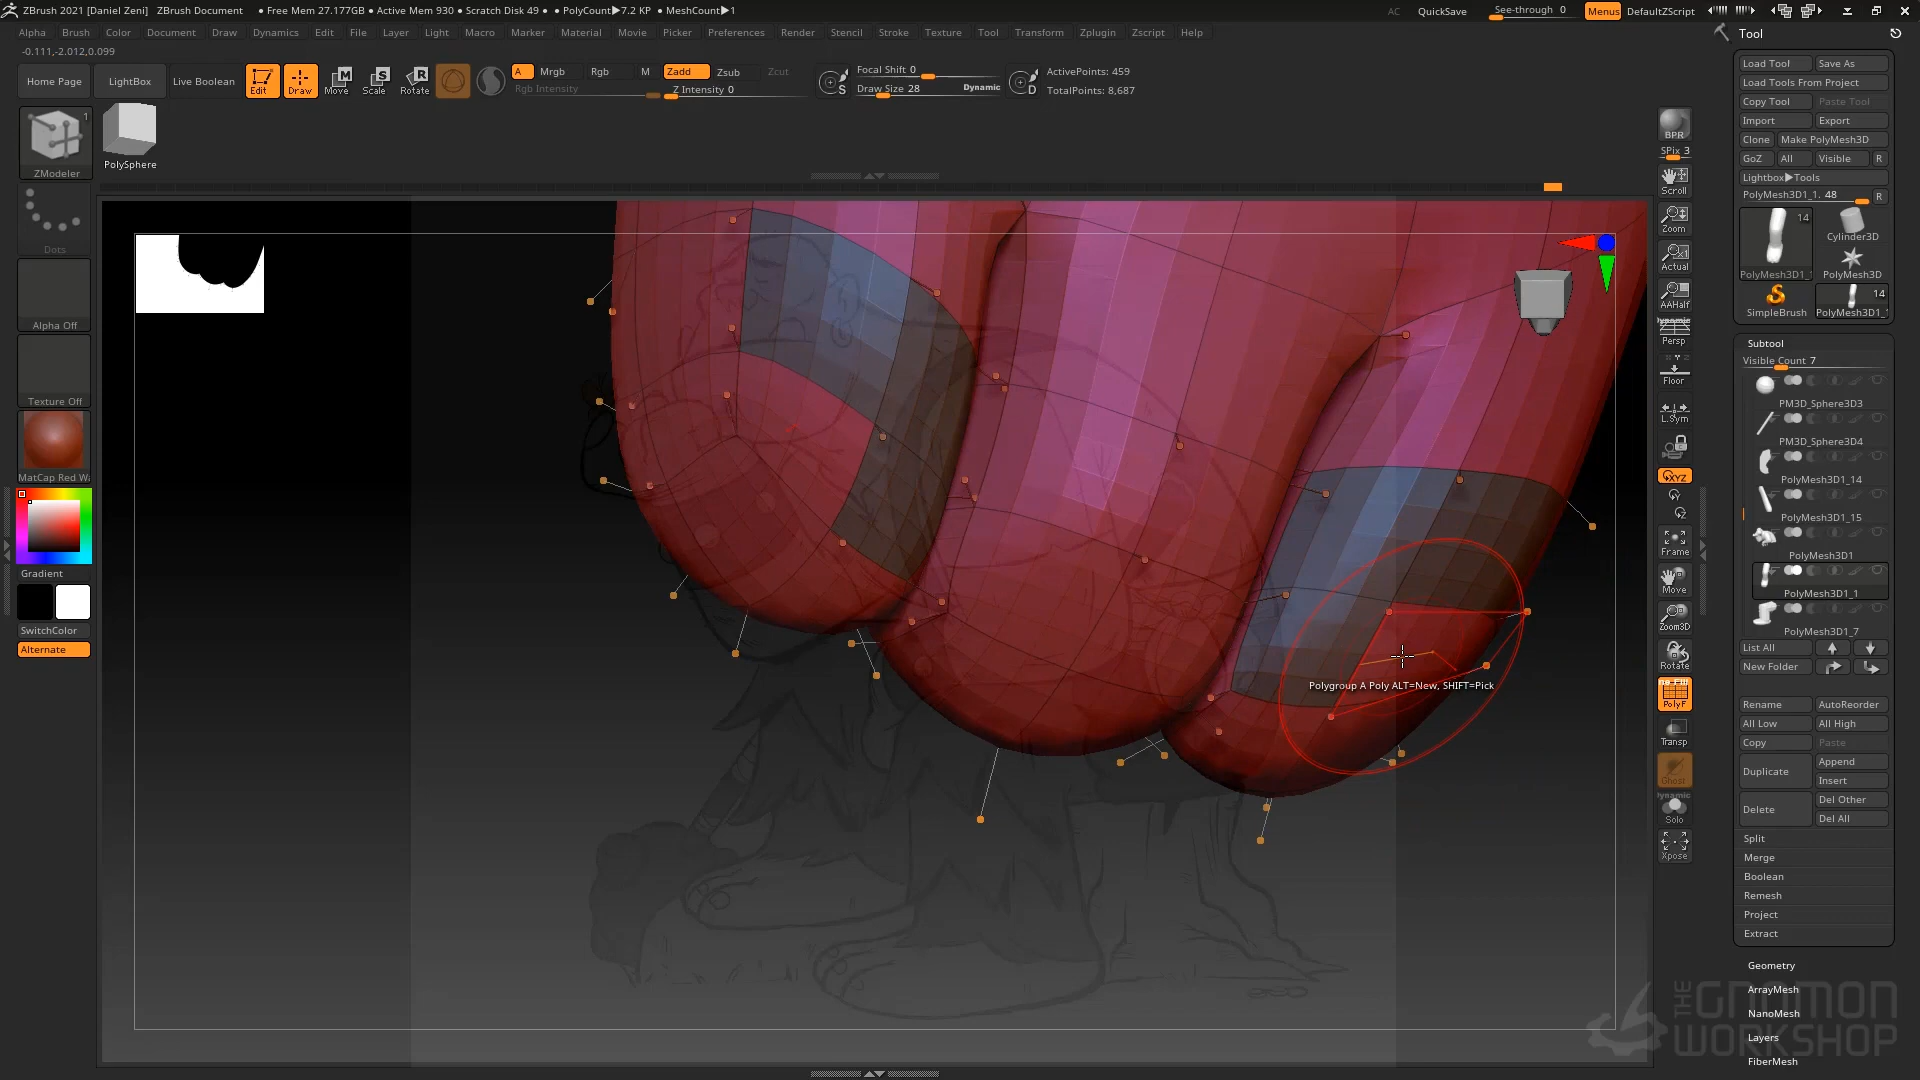 ZBrush 2021 [Daniel Zeni] ZBrush Document • Free Mem 27.177GB • Active Mem 930 • Scratch Disk 49 • • PolyCount▶7.2 KP • MeshCount▶1 AC QuickSave See-through 0 Menus DefaultZScript
Alpha Brush Color Document Draw Dynamics Edit File Layer Light Macro Marker Material Movie Picker Preferences Render Stencil Stroke Texture Tool Transform Zplugin Zscript Help
-0.111,-2.012,0.099
Home Page
LightBox
Live Boolean
Edit
Draw
Move
Scale
Rotate
A Mrgb Rgb M Zadd Zsub Zcut
Rgb Intensity Z Intensity 0
S
Focal Shift 0
Draw Size 28 Dynamic
D
ActivePoints: 459
TotalPoints: 8,687
1
ZModeler
PolySphere
Dots
Alpha Off
Texture Off
MatCap Red W
Gradient
SwitchColor
Alternate
Polygroup A Poly ALT=New, SHIFT=Pick
BPR
SPix 3
Scroll
Zoom
Actual
AAHalf
Dynamic
Persp
Floor
L.Sym
XYZ
Y
Z
Frame
Move
Zoom3D
Rotate
PolyF
Transp
Ghost
Dynamic
Solo
Xpose
Tool
Load Tool Save As
Load Tools From Project
Copy Tool Paste Tool
Import Export
Clone Make PolyMesh3D
GoZ All Visible R
Lightbox▶Tools
PolyMesh3D1_1. 48 R
14
Cylinder3D
PolyMesh3D1_1 PolyMesh3D
14
SimpleBrush PolyMesh3D1_1
Subtool
Visible Count 7
PM3D_Sphere3D3
PM3D_Sphere3D4
PolyMesh3D1_14
PolyMesh3D1_15
PolyMesh3D1
PolyMesh3D1_1
PolyMesh3D1_7
List All
New Folder
Rename AutoReorder
All Low All High
Copy Paste
Duplicate Append
Insert
Delete Del Other
Del All
Split
Merge
Boolean
Remesh
Project
Extract
Geometry
ArrayMesh
NanoMesh
Layers
FiberMesh
THE GNOMON
WORKSHOP